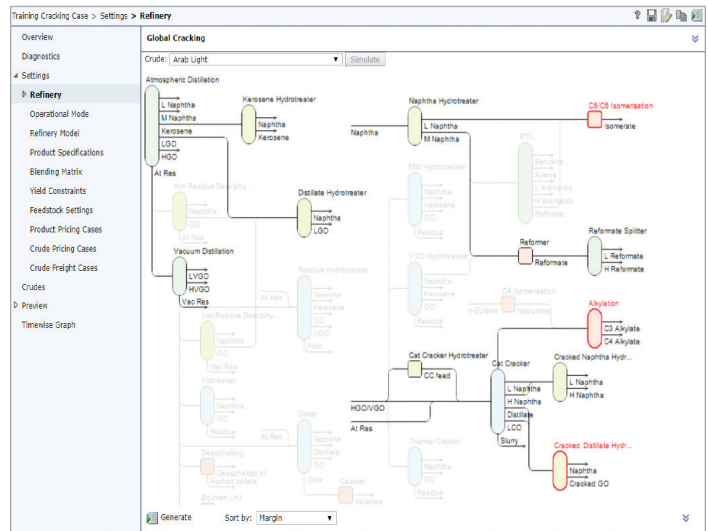 Training Cracking Case > Settings > Refinery
Overview
Diagnostics
Settings
Refinery
Operational Mode
Refinery Model
Product Specifications
Blending Matrix
Yield Constraints
Feedstock Settings
Product Pricing Cases
Crude Pricing Cases
Crude Freight Cases
Crudes
Preview
Timewise Graph
Global Cracking
Crude: Arab Light Simulate
Atmospheric Distillation
L Naphtha
M Naphtha
Kerosene
LGO
HGO
At Res
Kerosene Hydrotreater
Naphtha
Kerosene
Naphtha Hydrotreater
Naphtha
L Naphtha
M Naphtha
C5/C6 Isomerisation
Isomerate
BTX
Benzene
Xylene
L Aromatics
H Aromatics
Raffinate
Atm Residue Desulphu...
Naphtha
GO
At Res
Distillate Hydrotreater
Naphtha
LGO
Mild Hydrocracker
Naphtha
Kerosene
GO
Residue
Reformer
Reformate
Reformate Splitter
L Reformate
H Reformate
Vacuum Distillation
LVGO
HVGO
Vac Res
Residue Hydrocracker
At Res
Naphtha
Kerosene
GO
VGO
Pitch
VGO Hydrocracker
Naphtha
Kerosene
GO
Residue
C4 Isomerisation
n-Butane
Isobutane
Alkylation
C3 Alkylate
C4 Alkylate
Vac Residue Desulphu...
Naphtha
GO
Vac Res
Cat Cracker Hydrotreater
CC feed
HGO/VGO
At Res
Cat Cracker
L Naphtha
H Naphtha
Distillate
LCO
Slurry
Cracked Naphtha Hydr...
L Naphtha
H Naphtha
Visbreaker
Naphtha
GO
Residue
Coker
At Res
Naphtha
Distillate
GO
Coke
Calciner
Volatiles
Thermal Cracker
Naphtha
GO
Residue
Cracked Distillate Hydr...
Naphtha
Cracked GO
Deasphalting
Deasphalted oil
Asphalt pellets
Bitumen Unit
Generate
Sort by: Margin